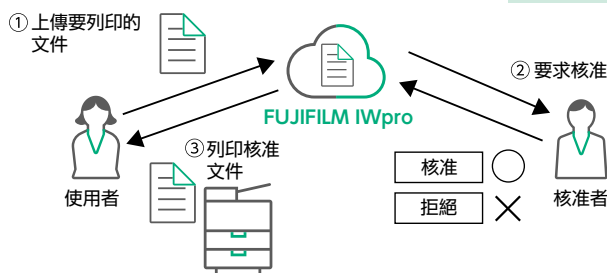 ① 上傳要列印的
文件
② 要求核准
FUJIFILM IWpro
③ 列印核准
文件
使用者
核准
拒絕
核准者